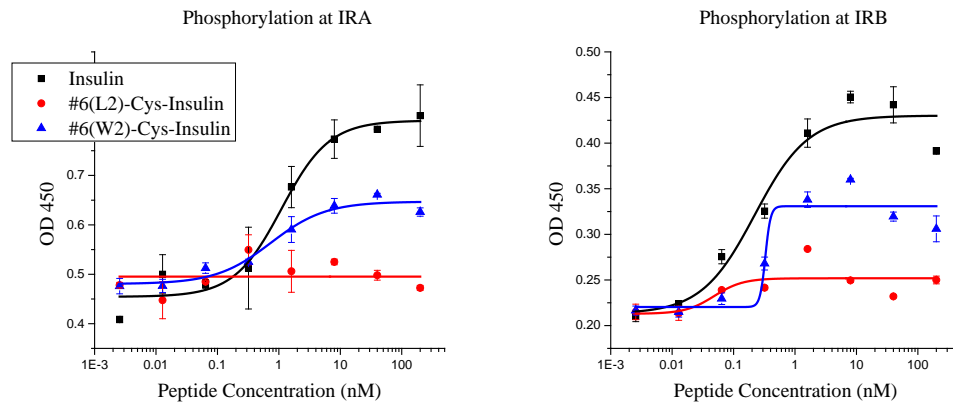 Phosphorylation at IRA
OD 450
Insulin
#6(L2)-Cys-Insulin
#6(W2)-Cys-Insulin
0.7
0.6
0.5
0.4
1E-3 0.01 0.1 1 10 100
Peptide Concentration (nM)
Phosphorylation at IRB
OD 450
0.50
0.45
0.40
0.35
0.30
0.25
0.20
1E-3 0.01 0.1 1 10 100
Peptide Concentration (nM)